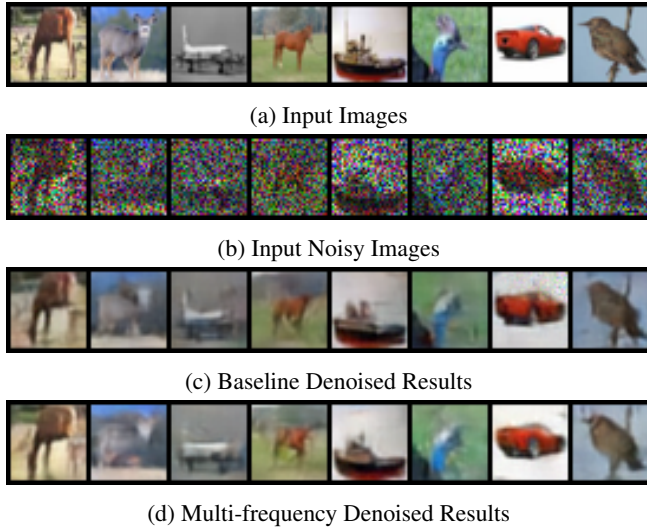 (a) Input Images
(b) Input Noisy Images
(c) Baseline Denoised Results
(d) Multi-frequency Denoised Results